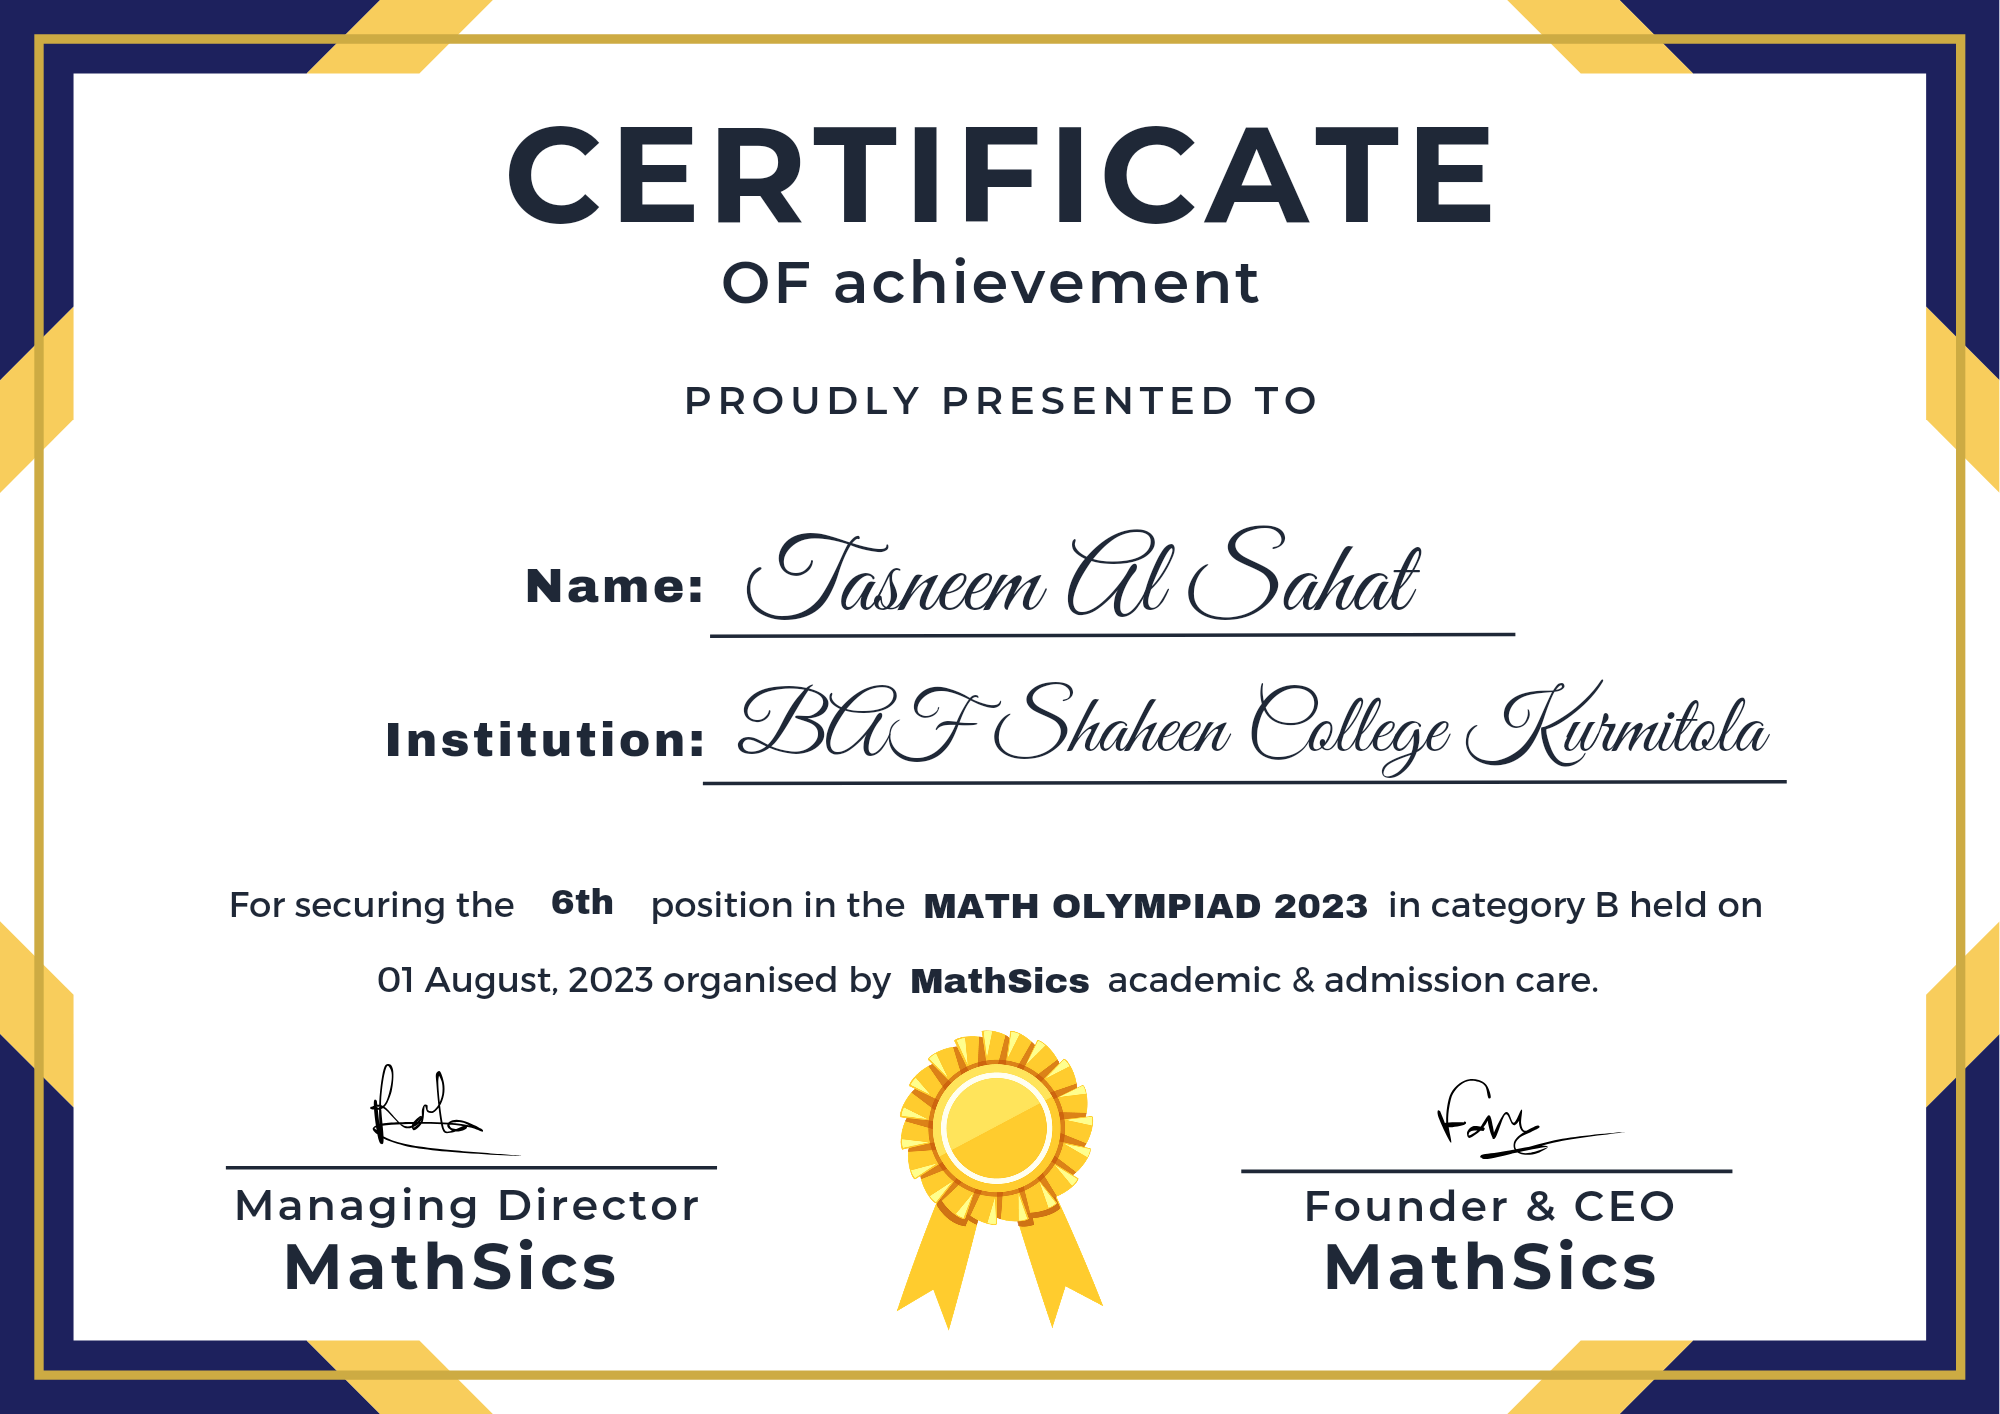 CERTIFICATE
OF achievement
PROUDLY PRESENTED TO
Name: Tasneem Al Sahat
Institution: BAF Shaheen College Kurmitola
For securing the 6th position in the MATH OLYMPIAD 2023 in category B held on
01 August, 2023 organised by MathSics academic & admission care.
Managing Director
MathSics
Founder & CEO
MathSics